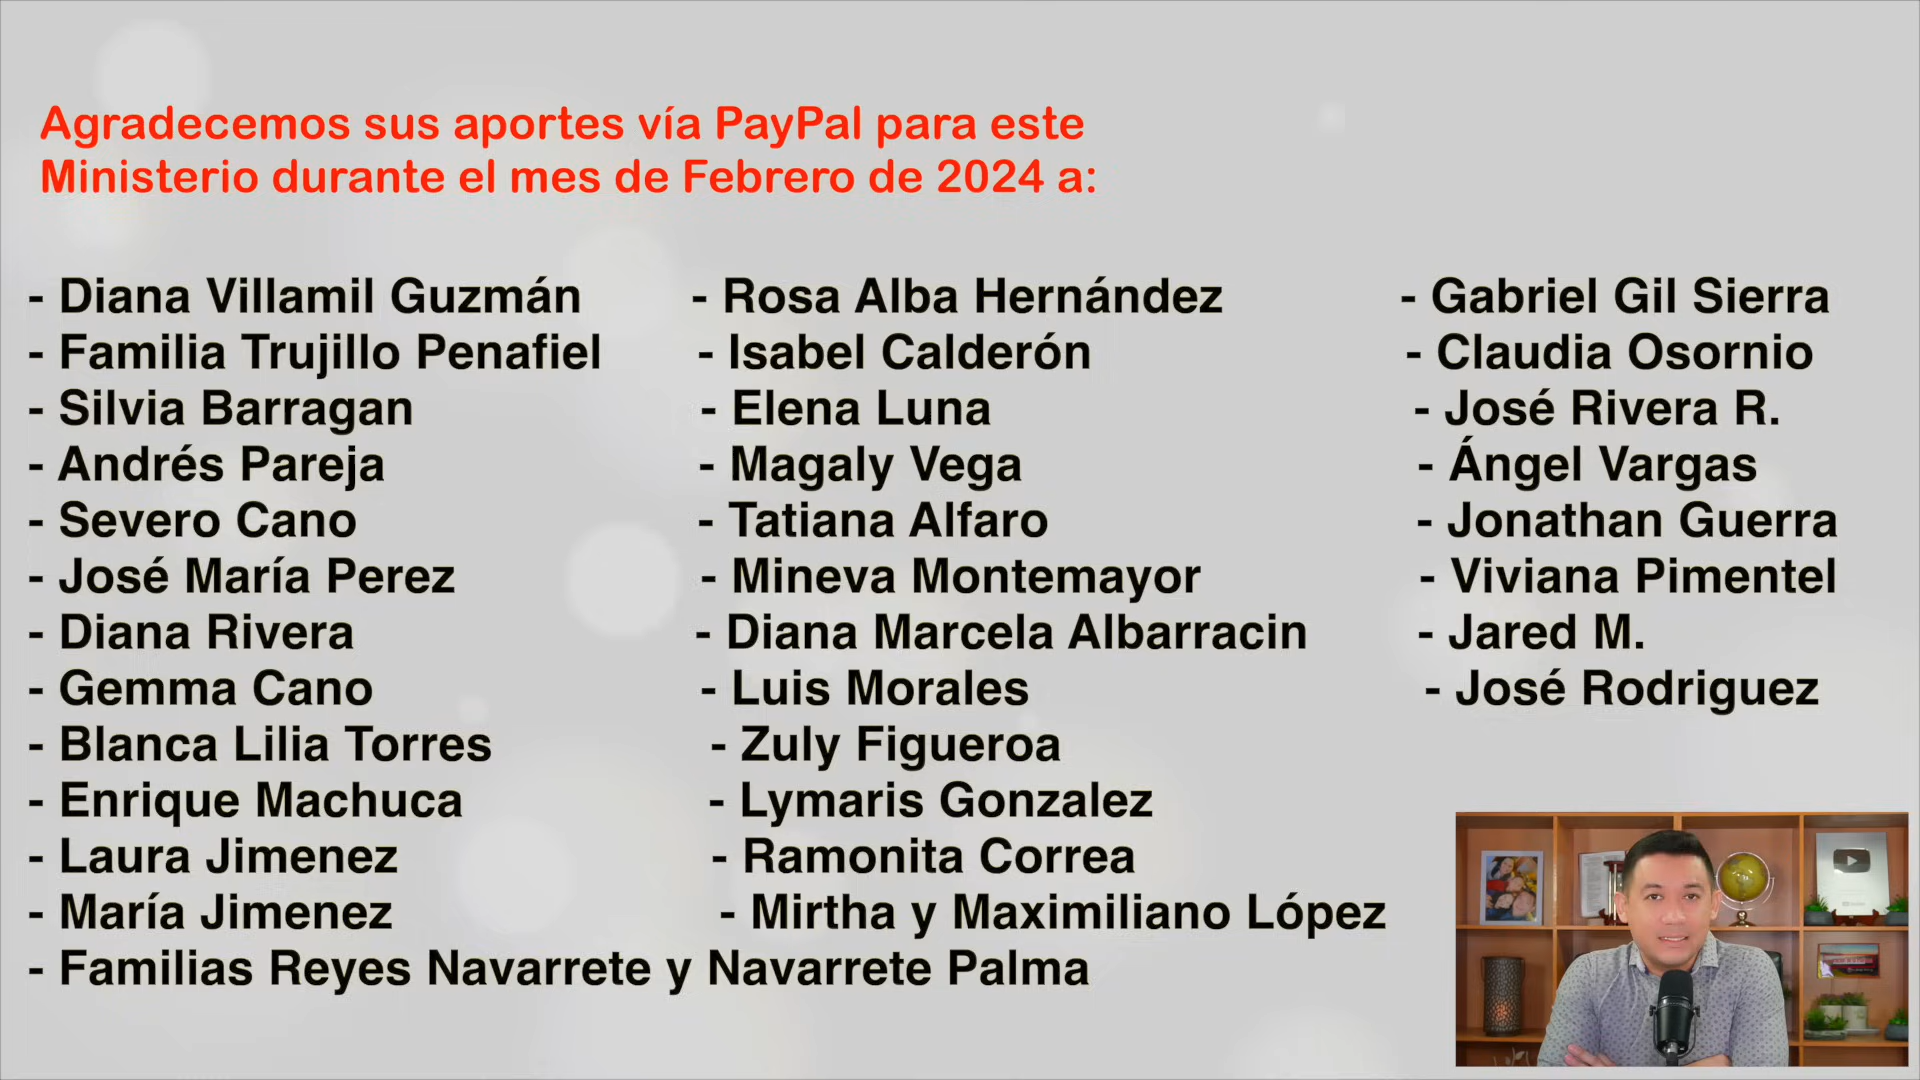 Agradecemos sus aportes vía PayPal para este
Ministerio durante el mes de Febrero de 2024 a:
- Diana Villamil Guzmán
- Familia Trujillo Penafiel
- Silvia Barragan
- Andrés Pareja
- Severo Cano
- José María Perez
- Diana Rivera
- Gemma Cano
- Blanca Lilia Torres
- Enrique Machuca
- Laura Jimenez
- María Jimenez
- Familias Reyes Navarrete y Navarrete Palma
- Rosa Alba Hernández
- Isabel Calderón
- Elena Luna
- Magaly Vega
- Tatiana Alfaro
- Mineva Montemayor
- Diana Marcela Albarracin
- Luis Morales
- Zuly Figueroa
- Lymaris Gonzalez
- Ramonita Correa
- Mirtha y Maximiliano López
- Gabriel Gil Sierra
- Claudia Osornio
- José Rivera R.
- Ángel Vargas
- Jonathan Guerra
- Viviana Pimentel
- Jared M.
- José Rodriguez